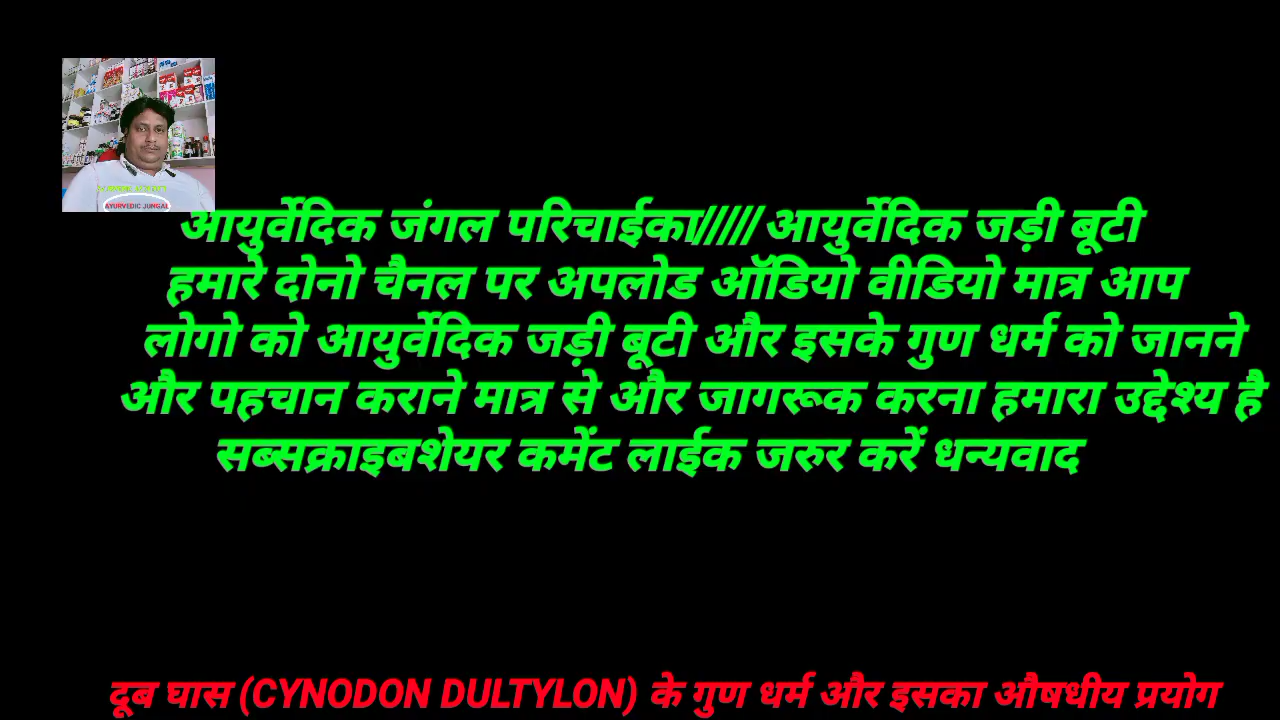 AYURVEDIC JUNGAL
आयुर्वेदिक जंगल परिचाईका///// आयुर्वेदिक जड़ी बूटी
हमारे दोनो चैनल पर अपलोड ऑडियो वीडियो मात्र आप
लोगो को आयुर्वेदिक जड़ी बूटी और इसके गुण धर्म को जानने
और पहचान कराने मात्र से और जागरूक करना हमारा उद्देश्य है
सब्सक्राइबशेयर कमेंट लाईक जरुर करें धन्यवाद
दूब घास (CYNODON DULTYLON) के गुण धर्म और इसका औषधीय प्रयोग